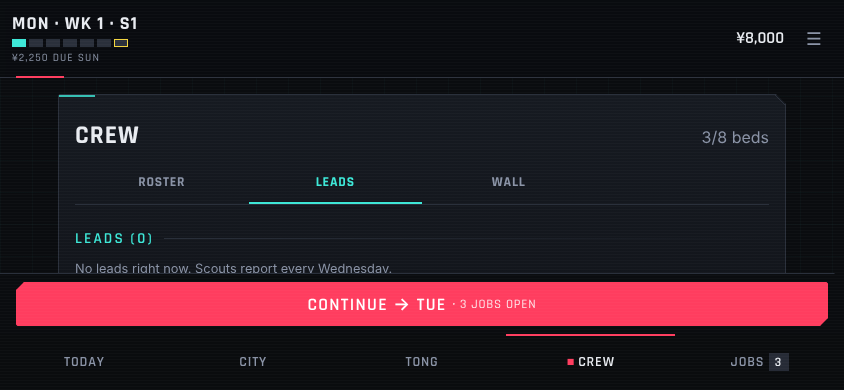 MON · WK 1 · S1
¥2,250 DUE SUN
¥8,000
CREW
3/8 beds
ROSTER
LEADS
WALL
LEADS (0)
No leads right now. Scouts report every Wednesday.
CONTINUE → TUE · 3 JOBS OPEN
TODAY
CITY
TONG
CREW
JOBS 3